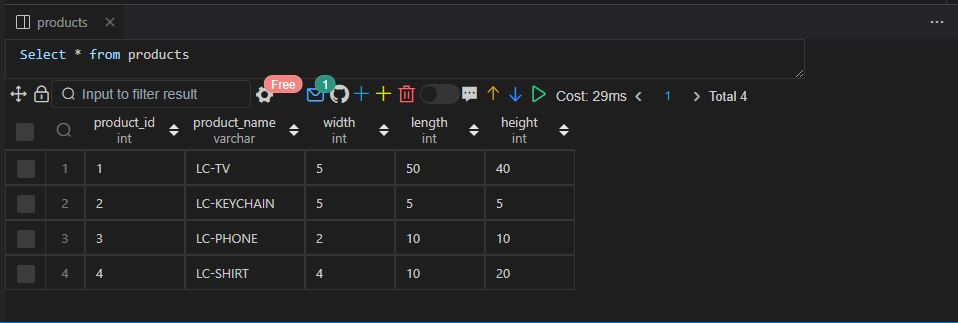 products
Select * from products
Input to filter result Free 1 Cost: 29ms 1 Total 4
product_id product_name width length height
int varchar int int int
1 1 LC-TV 5 50 40
2 2 LC-KEYCHAIN 5 5 5
3 3 LC-PHONE 2 10 10
4 4 LC-SHIRT 4 10 20